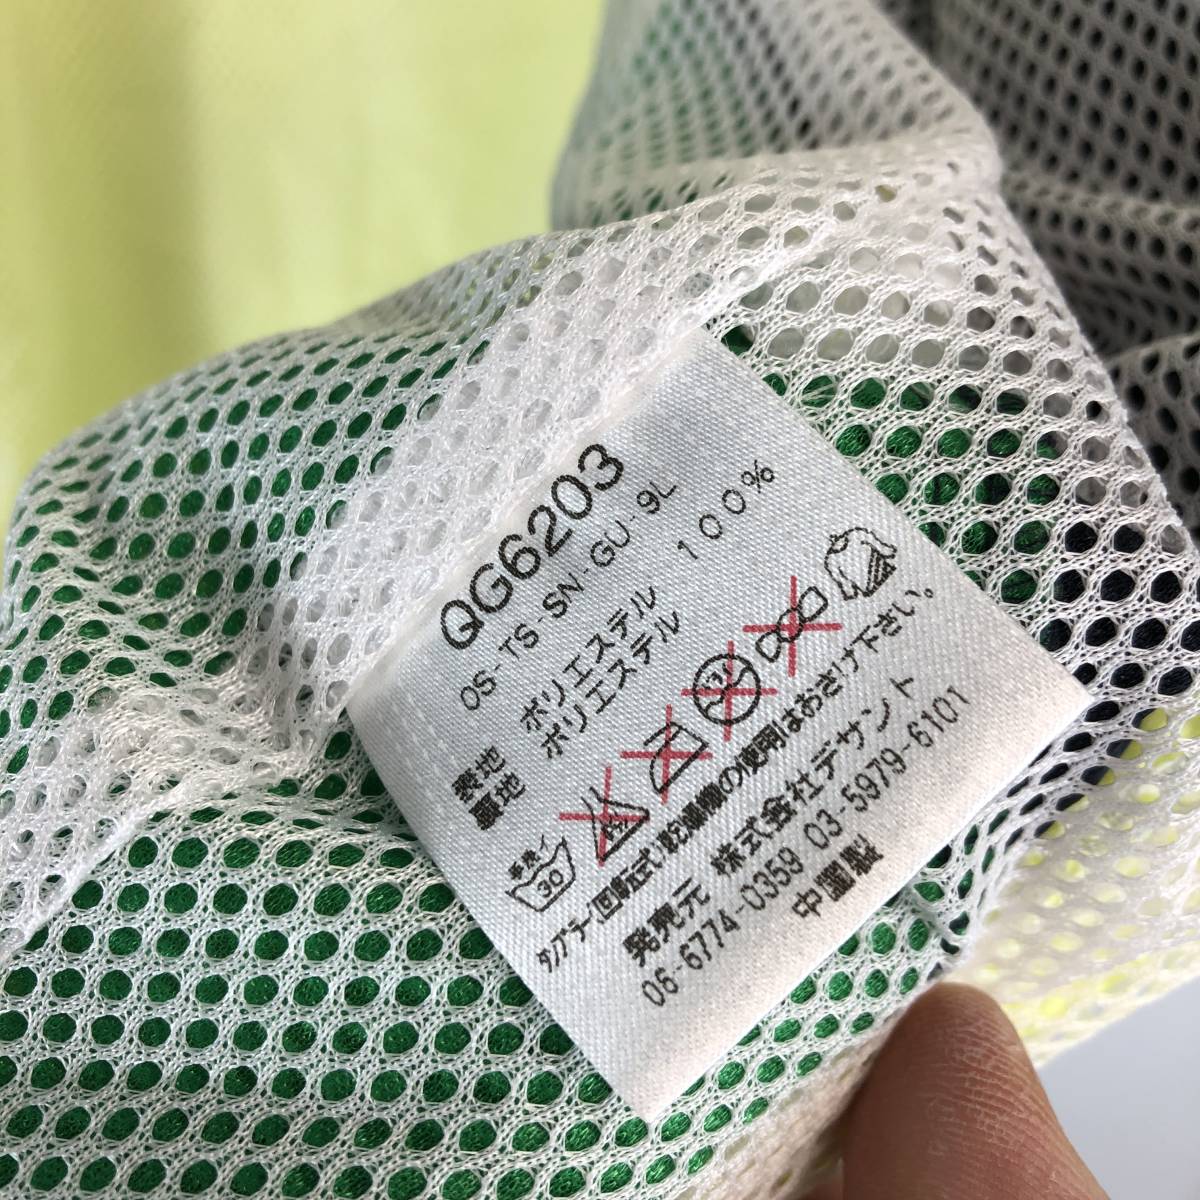 QG6203
OS-TS-SN-GU-9L
表地 ポリエステル 100%
裏地 ポリエステル
手洗イ
30
タンブラー(回転式)乾燥機の使用はおさけ下さい。
発売元 株式会社デサント
06-6774-0359 03-5979-6101
中国製